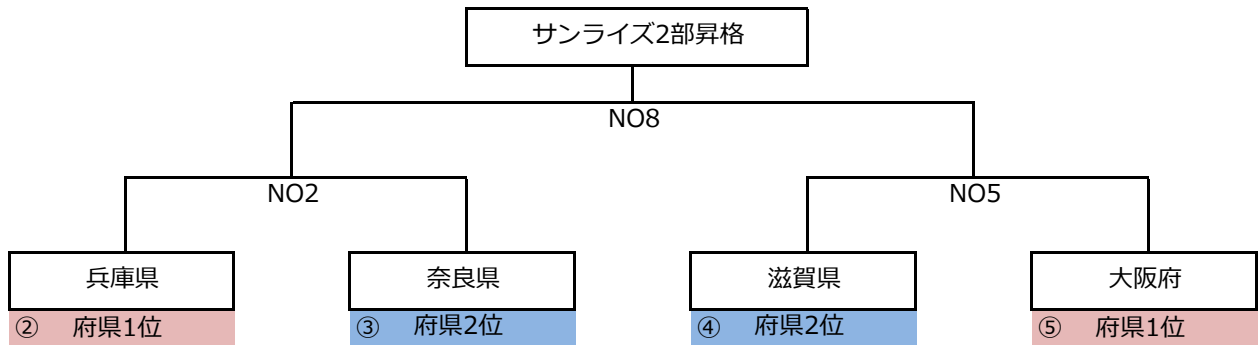 サンライズ2部昇格
NO8
NO2
NO5
兵庫県
奈良県
滋賀県
大阪府
② 府県1位
③ 府県2位
④ 府県2位
⑤ 府県1位